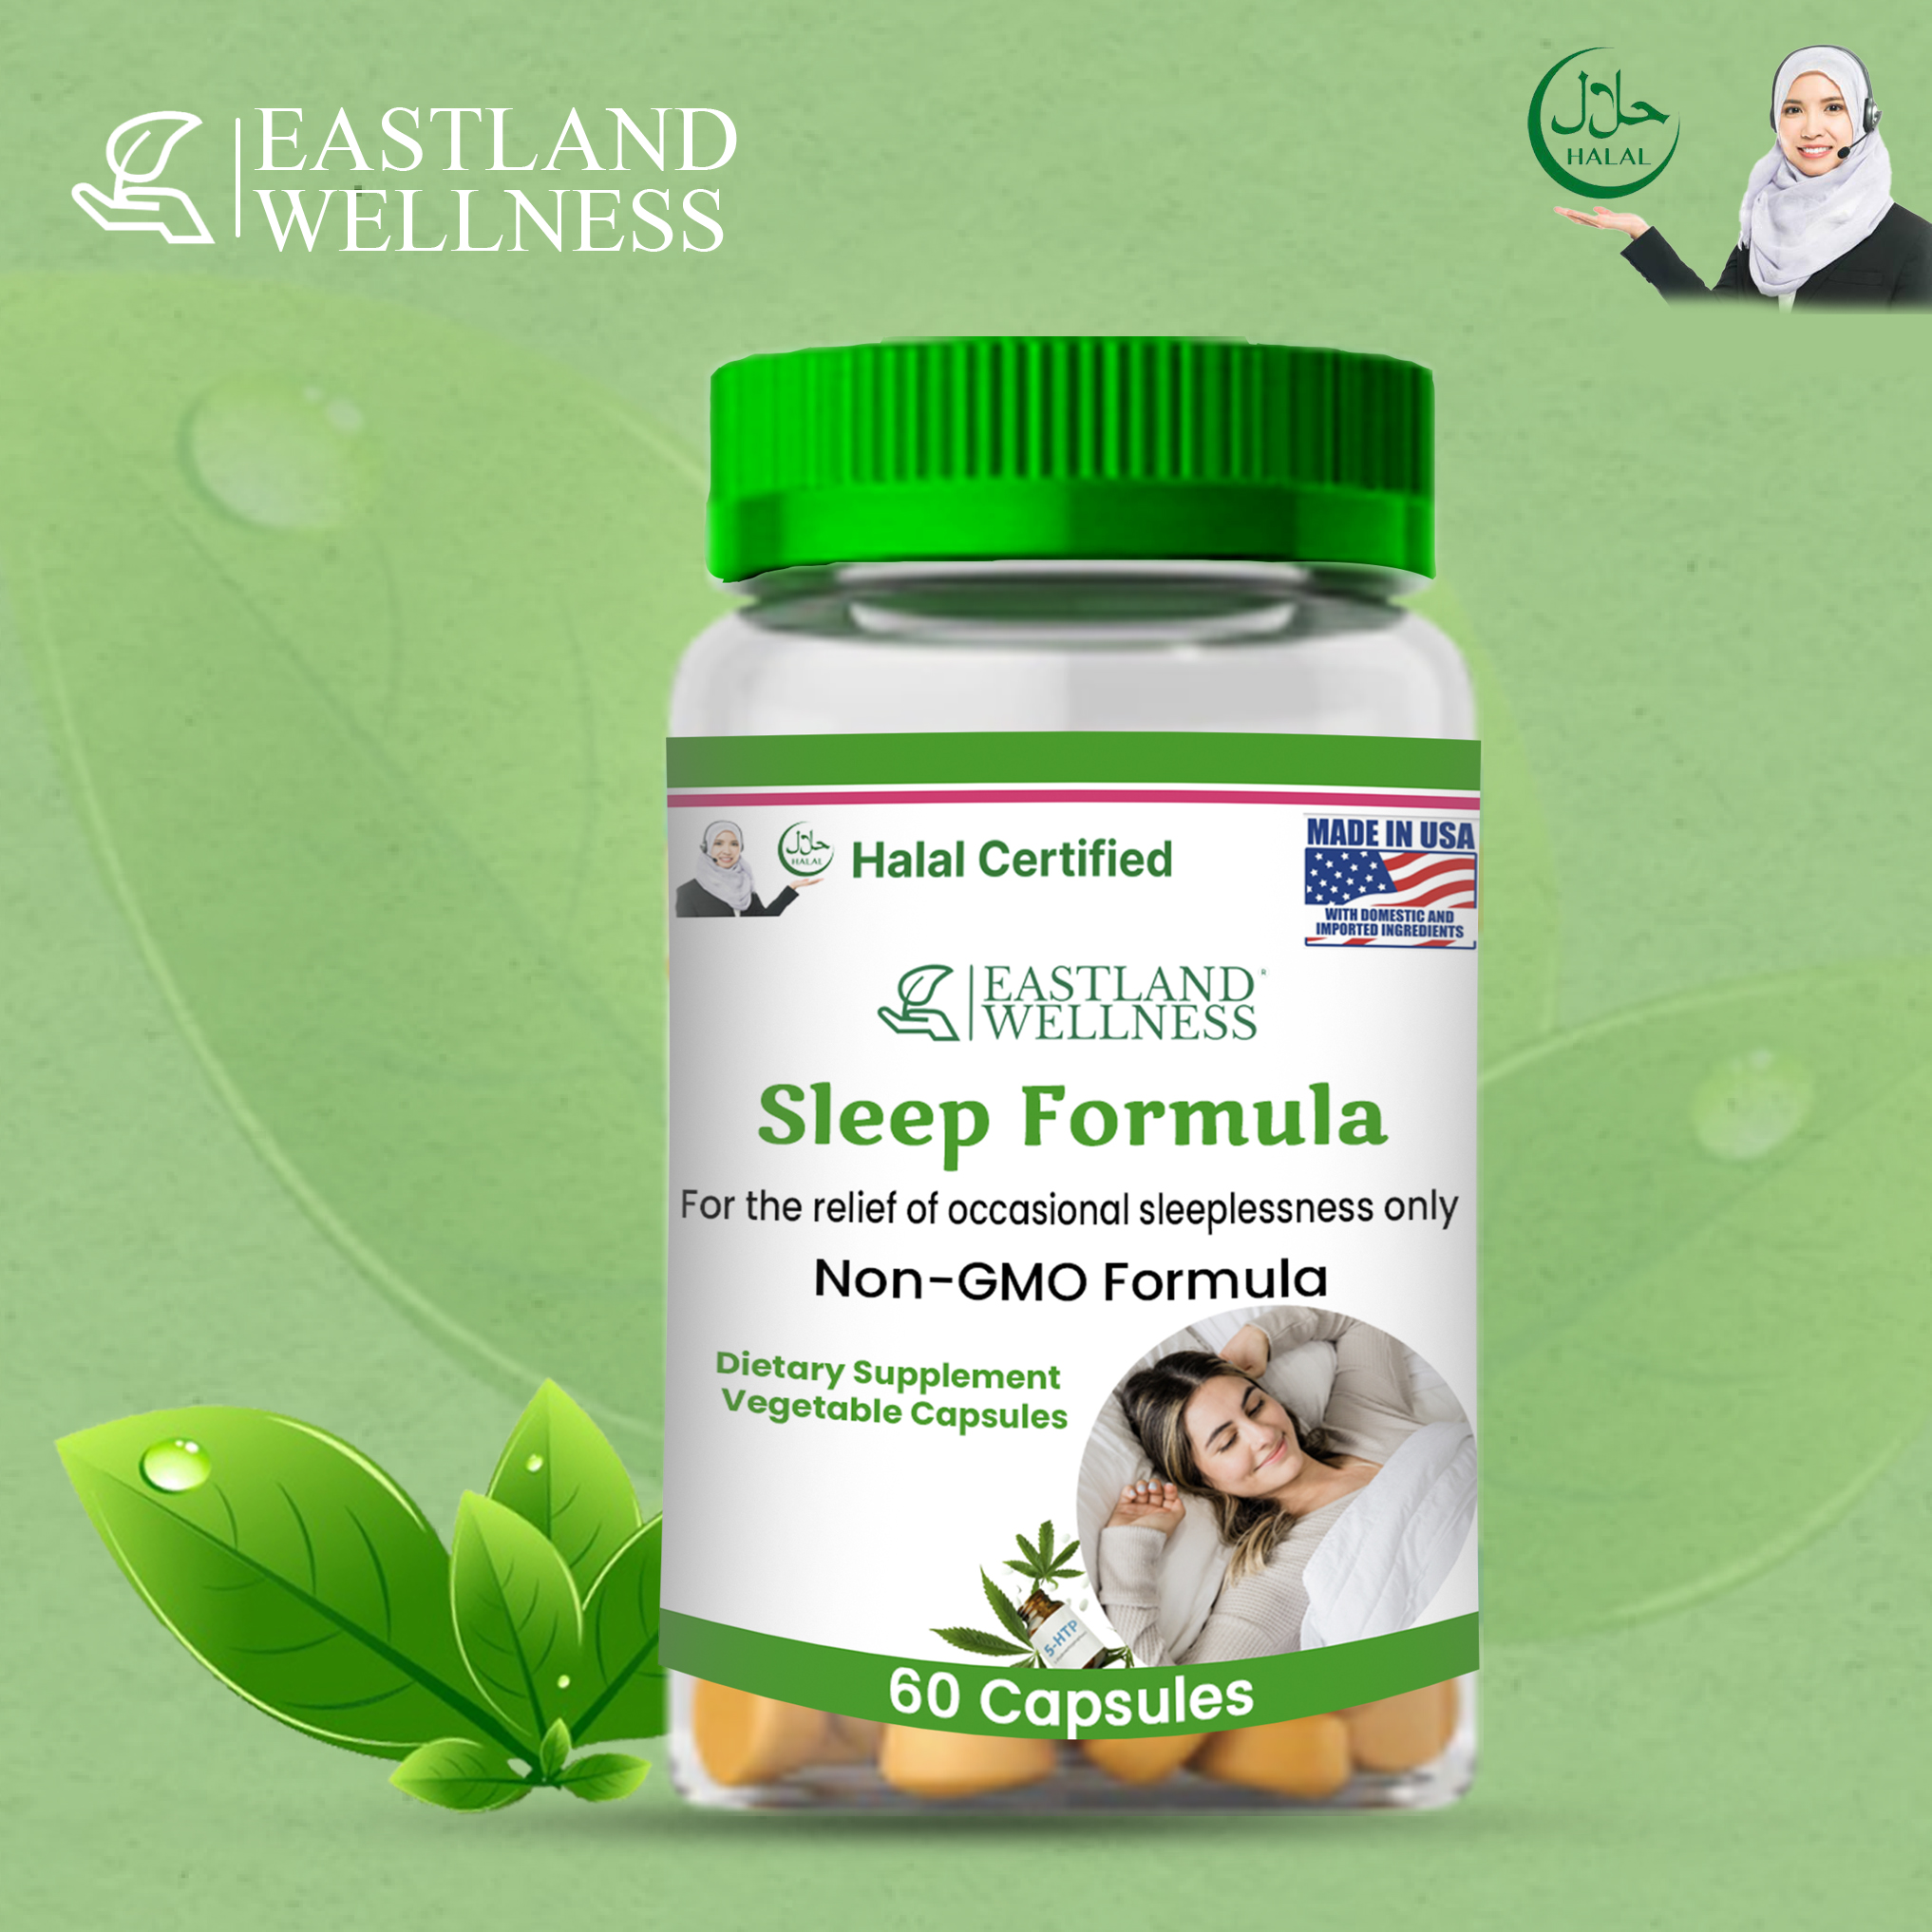 EASTLAND
WELLNESS
حلال
HALAL
حلال
HALAL
Halal Certified
MADE IN USA
WITH DOMESTIC AND
IMPORTED INGREDIENTS
EASTLAND®
WELLNESS
Sleep Formula
For the relief of occasional sleeplessness only
Non-GMO Formula
Dietary Supplement
Vegetable Capsules
5-HTP
60 Capsules